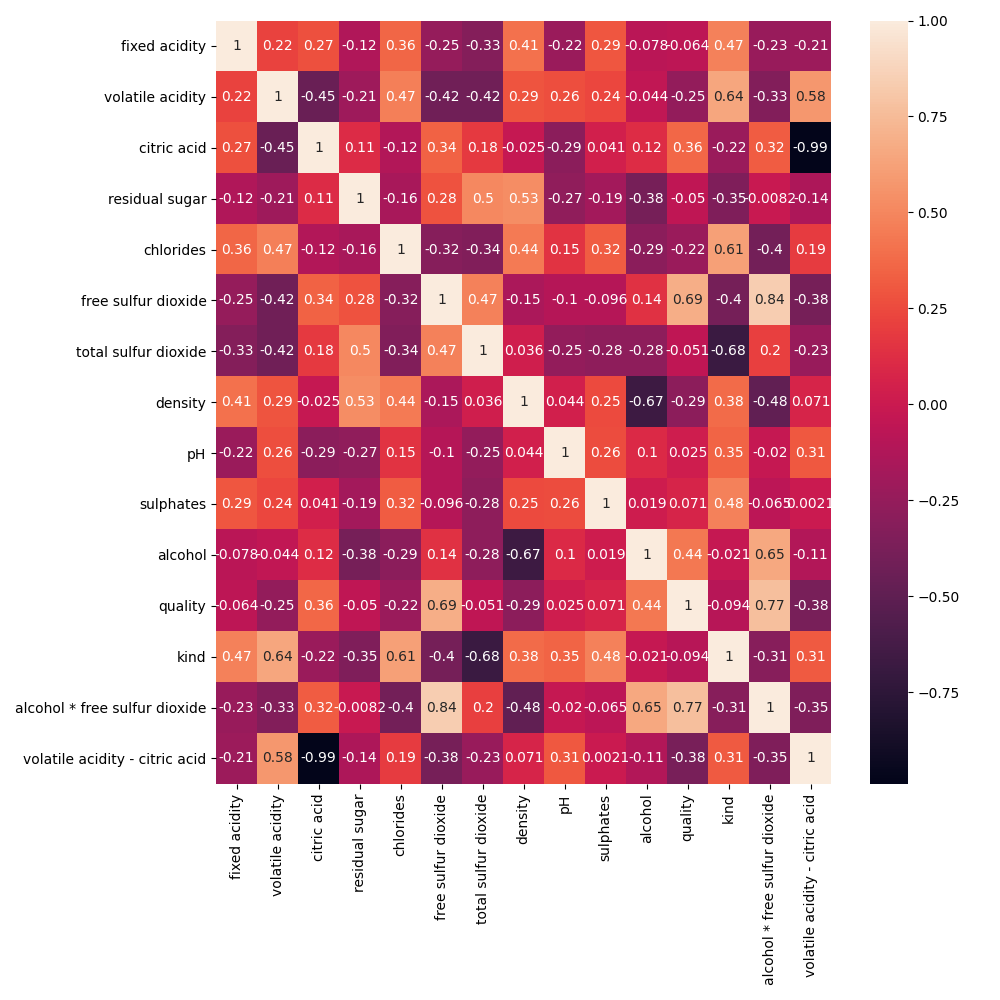 fixed acidity 1 0.22 0.27 -0.12 0.36 -0.25 -0.33 0.41 -0.22 0.29 -0.078 -0.064 0.47 -0.23 -0.21 1.00
volatile acidity 0.22 1 -0.45 -0.21 0.47 -0.42 -0.42 0.29 0.26 0.24 -0.044 -0.25 0.64 -0.33 0.58 0.75
citric acid 0.27 -0.45 1 0.11 -0.12 0.34 0.18 -0.025 -0.29 0.041 0.12 0.36 -0.22 0.32 -0.99
residual sugar -0.12 -0.21 0.11 1 -0.16 0.28 0.5 0.53 -0.27 -0.19 -0.38 -0.05 -0.35 -0.0082 -0.14 0.50
chlorides 0.36 0.47 -0.12 -0.16 1 -0.32 -0.34 0.44 0.15 0.32 -0.29 -0.22 0.61 -0.4 0.19
free sulfur dioxide -0.25 -0.42 0.34 0.28 -0.32 1 0.47 -0.15 -0.1 -0.096 0.14 0.69 -0.4 0.84 -0.38 0.25
total sulfur dioxide -0.33 -0.42 0.18 0.5 -0.34 0.47 1 0.036 -0.25 -0.28 -0.28 -0.051 -0.68 0.2 -0.23
density 0.41 0.29 -0.025 0.53 0.44 -0.15 0.036 1 0.044 0.25 -0.67 -0.29 0.38 -0.48 0.071 0.00
pH -0.22 0.26 -0.29 -0.27 0.15 -0.1 -0.25 0.044 1 0.26 0.1 0.025 0.35 -0.02 0.31
sulphates 0.29 0.24 0.041 -0.19 0.32 -0.096 -0.28 0.25 0.26 1 0.019 0.071 0.48 -0.065 0.0021 −0.25
alcohol -0.078 -0.044 0.12 -0.38 -0.29 0.14 -0.28 -0.67 0.1 0.019 1 0.44 -0.021 0.65 -0.11
quality -0.064 -0.25 0.36 -0.05 -0.22 0.69 -0.051 -0.29 0.025 0.071 0.44 1 -0.094 0.77 -0.38 −0.50
kind 0.47 0.64 -0.22 -0.35 0.61 -0.4 -0.68 0.38 0.35 0.48 -0.021 -0.094 1 -0.31 0.31
alcohol * free sulfur dioxide -0.23 -0.33 0.32 -0.0082 -0.4 0.84 0.2 -0.48 -0.02 -0.065 0.65 0.77 -0.31 1 -0.35 −0.75
volatile acidity - citric acid -0.21 0.58 -0.99 -0.14 0.19 -0.38 -0.23 0.071 0.31 0.0021 -0.11 -0.38 0.31 -0.35 1
fixed acidity
volatile acidity
citric acid
residual sugar
chlorides
free sulfur dioxide
total sulfur dioxide
density
pH
sulphates
alcohol
quality
kind
alcohol * free sulfur dioxide
volatile acidity - citric acid